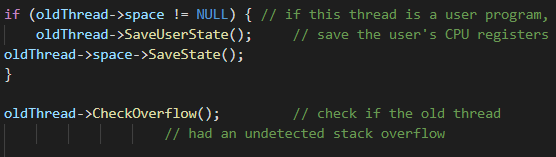 if (oldThread->space != NULL) { // if this thread is a user program,
oldThread->SaveUserState(); // save the user's CPU registers
oldThread->space->SaveState();
}
oldThread->CheckOverflow(); // check if the old thread
// had an undetected stack overflow